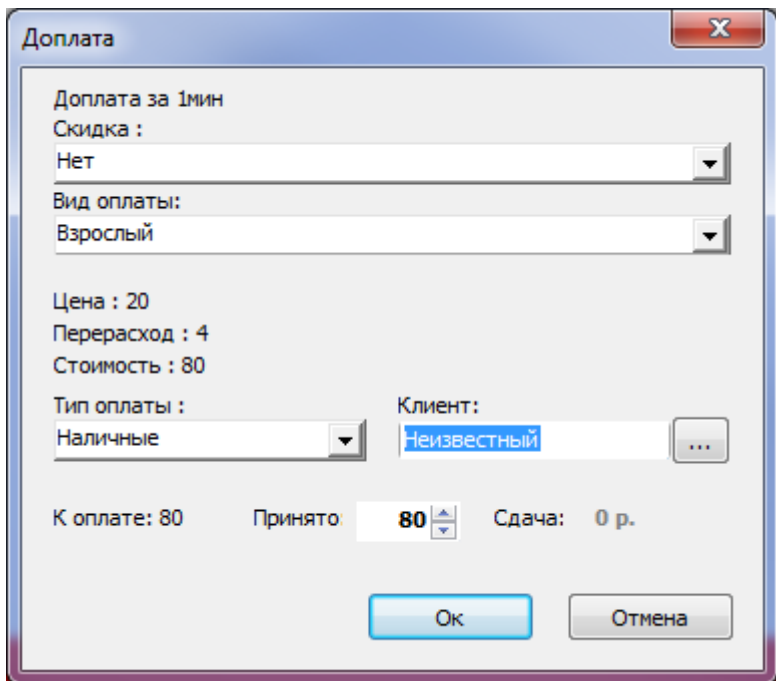 Доплата
Доплата за 1мин
Скидка :
Нет
Вид оплаты:
Взрослый
Цена : 20
Перерасход : 4
Стоимость : 80
Тип оплаты : Клиент:
Наличные Неизвестный ...
К оплате: 80 Принято: 80 Сдача: 0 р.
Ок Отмена